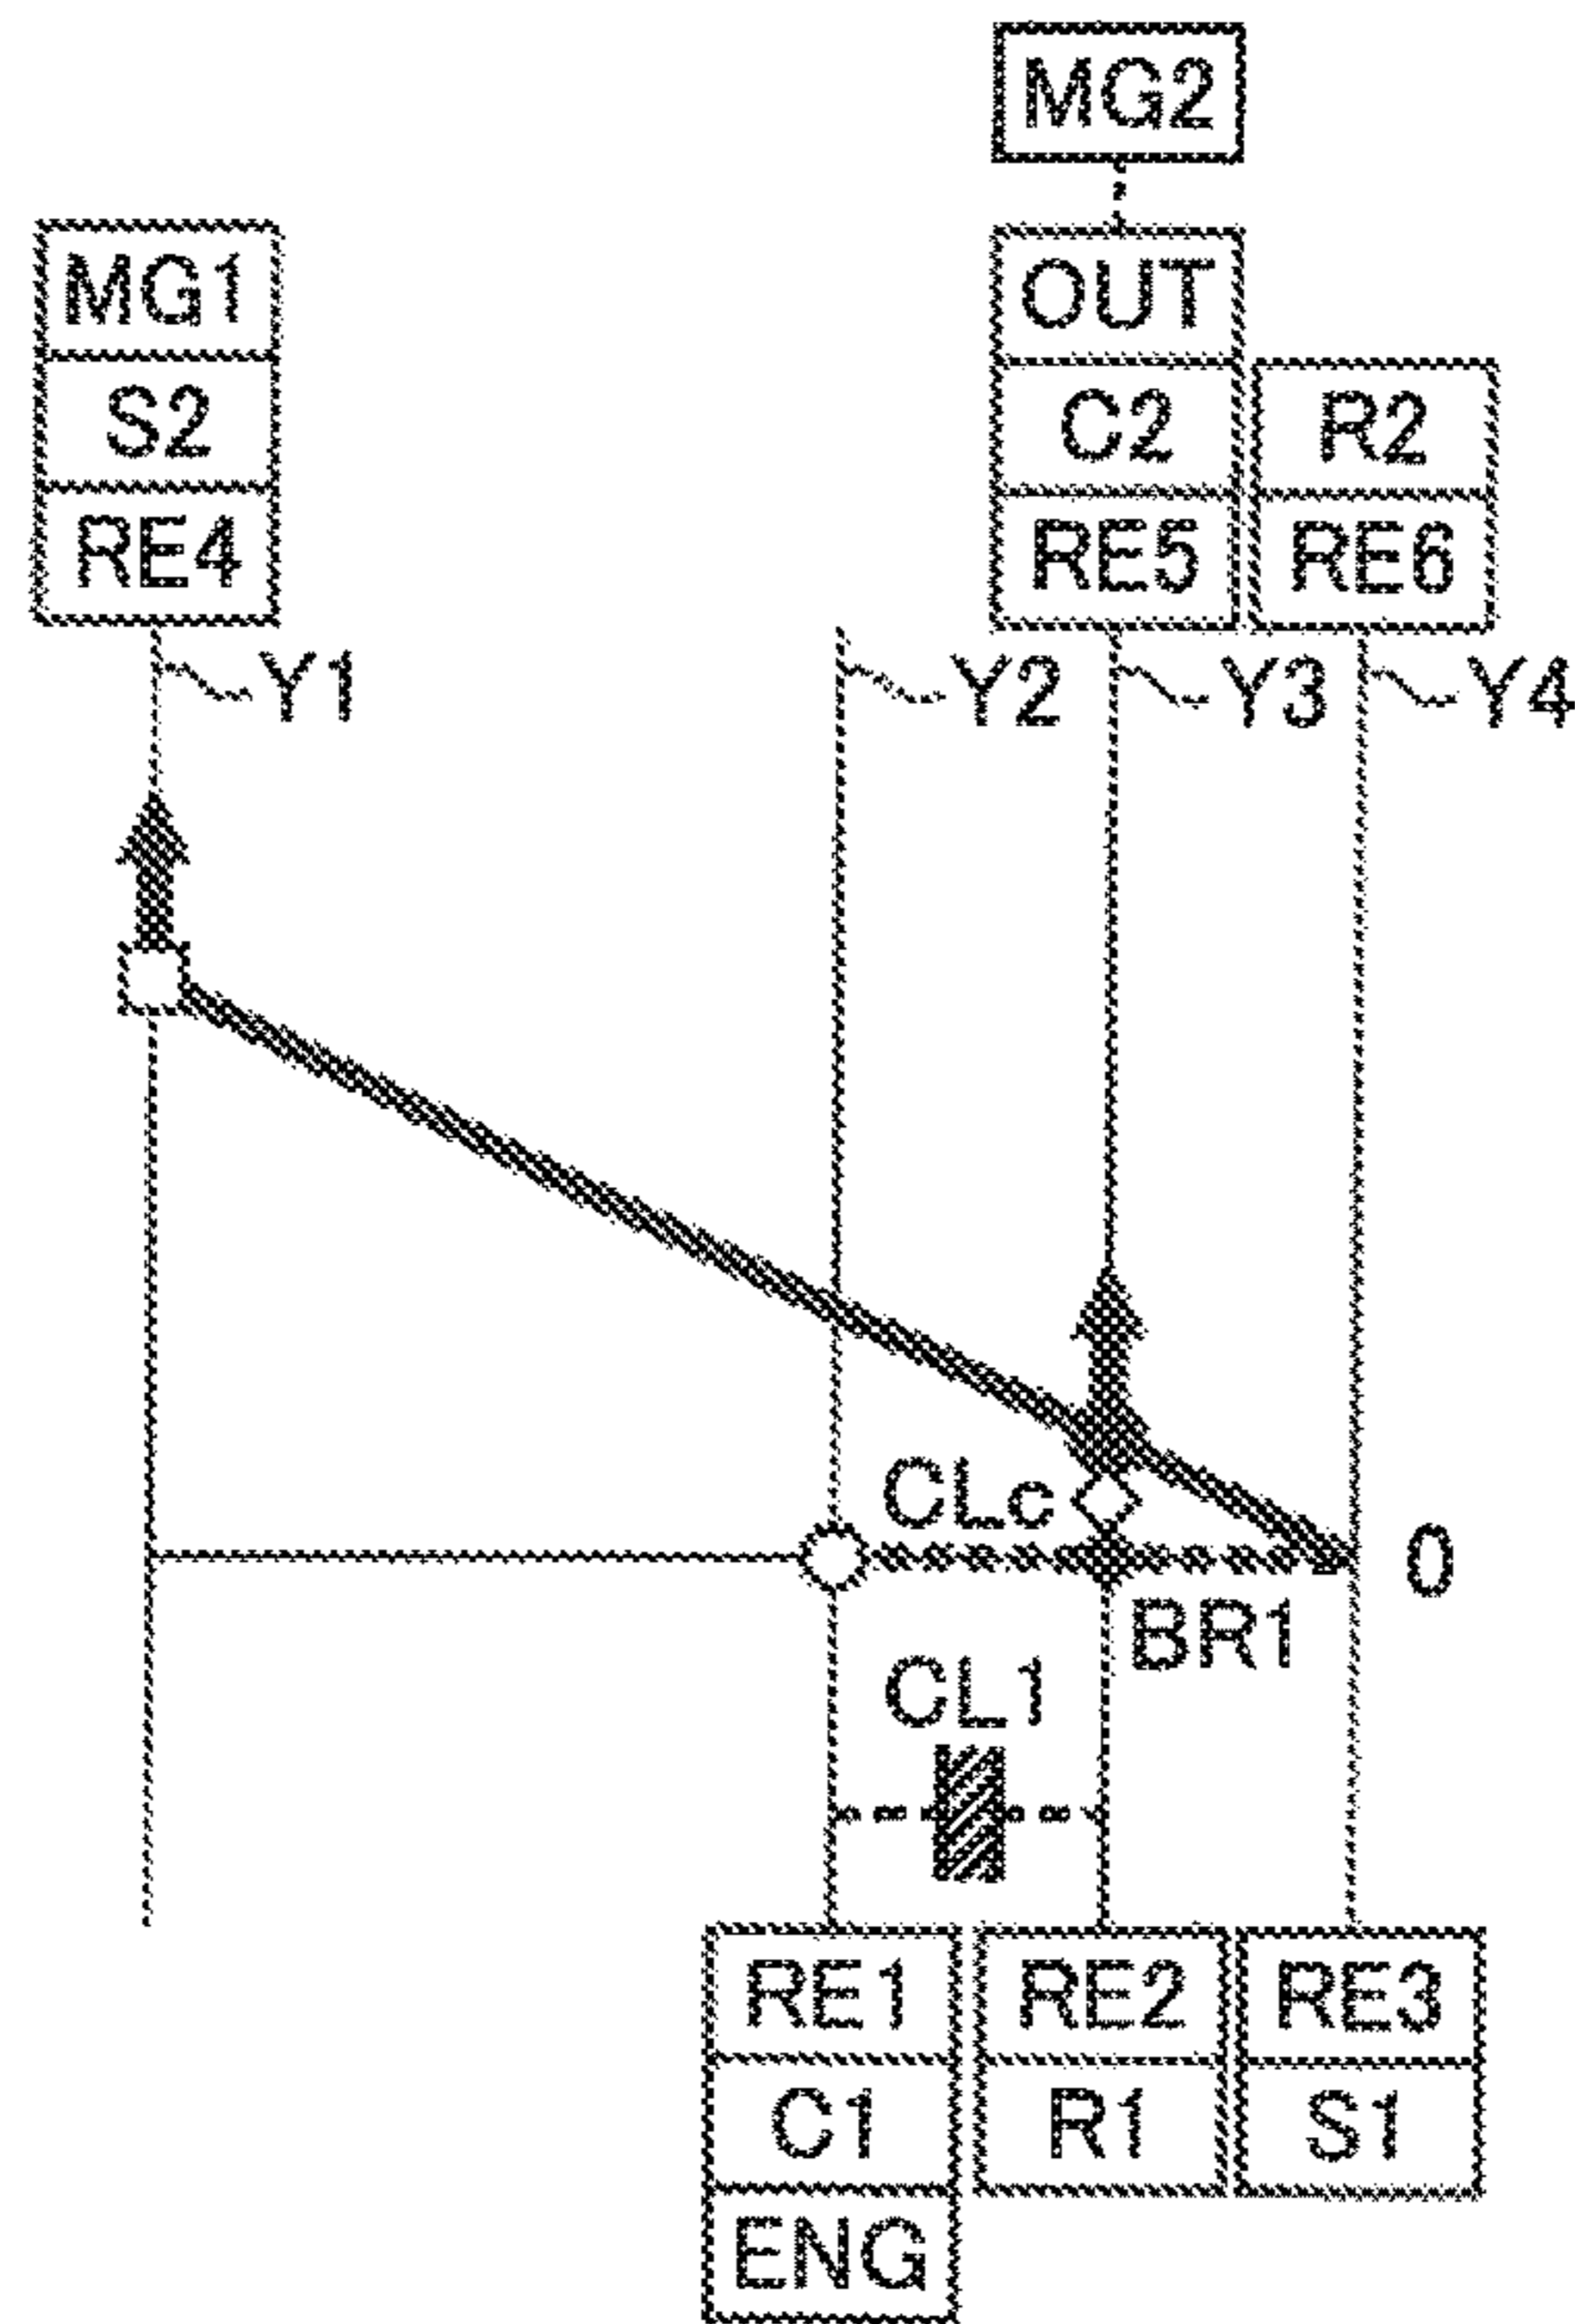 MG2
MG1
OUT
S2
C2
R2
RE4
RE5
RE6
Y1
Y2
Y3
Y4
CLc
0
BR1
CL1
RE1
RE2
RE3
C1
R1
S1
ENG